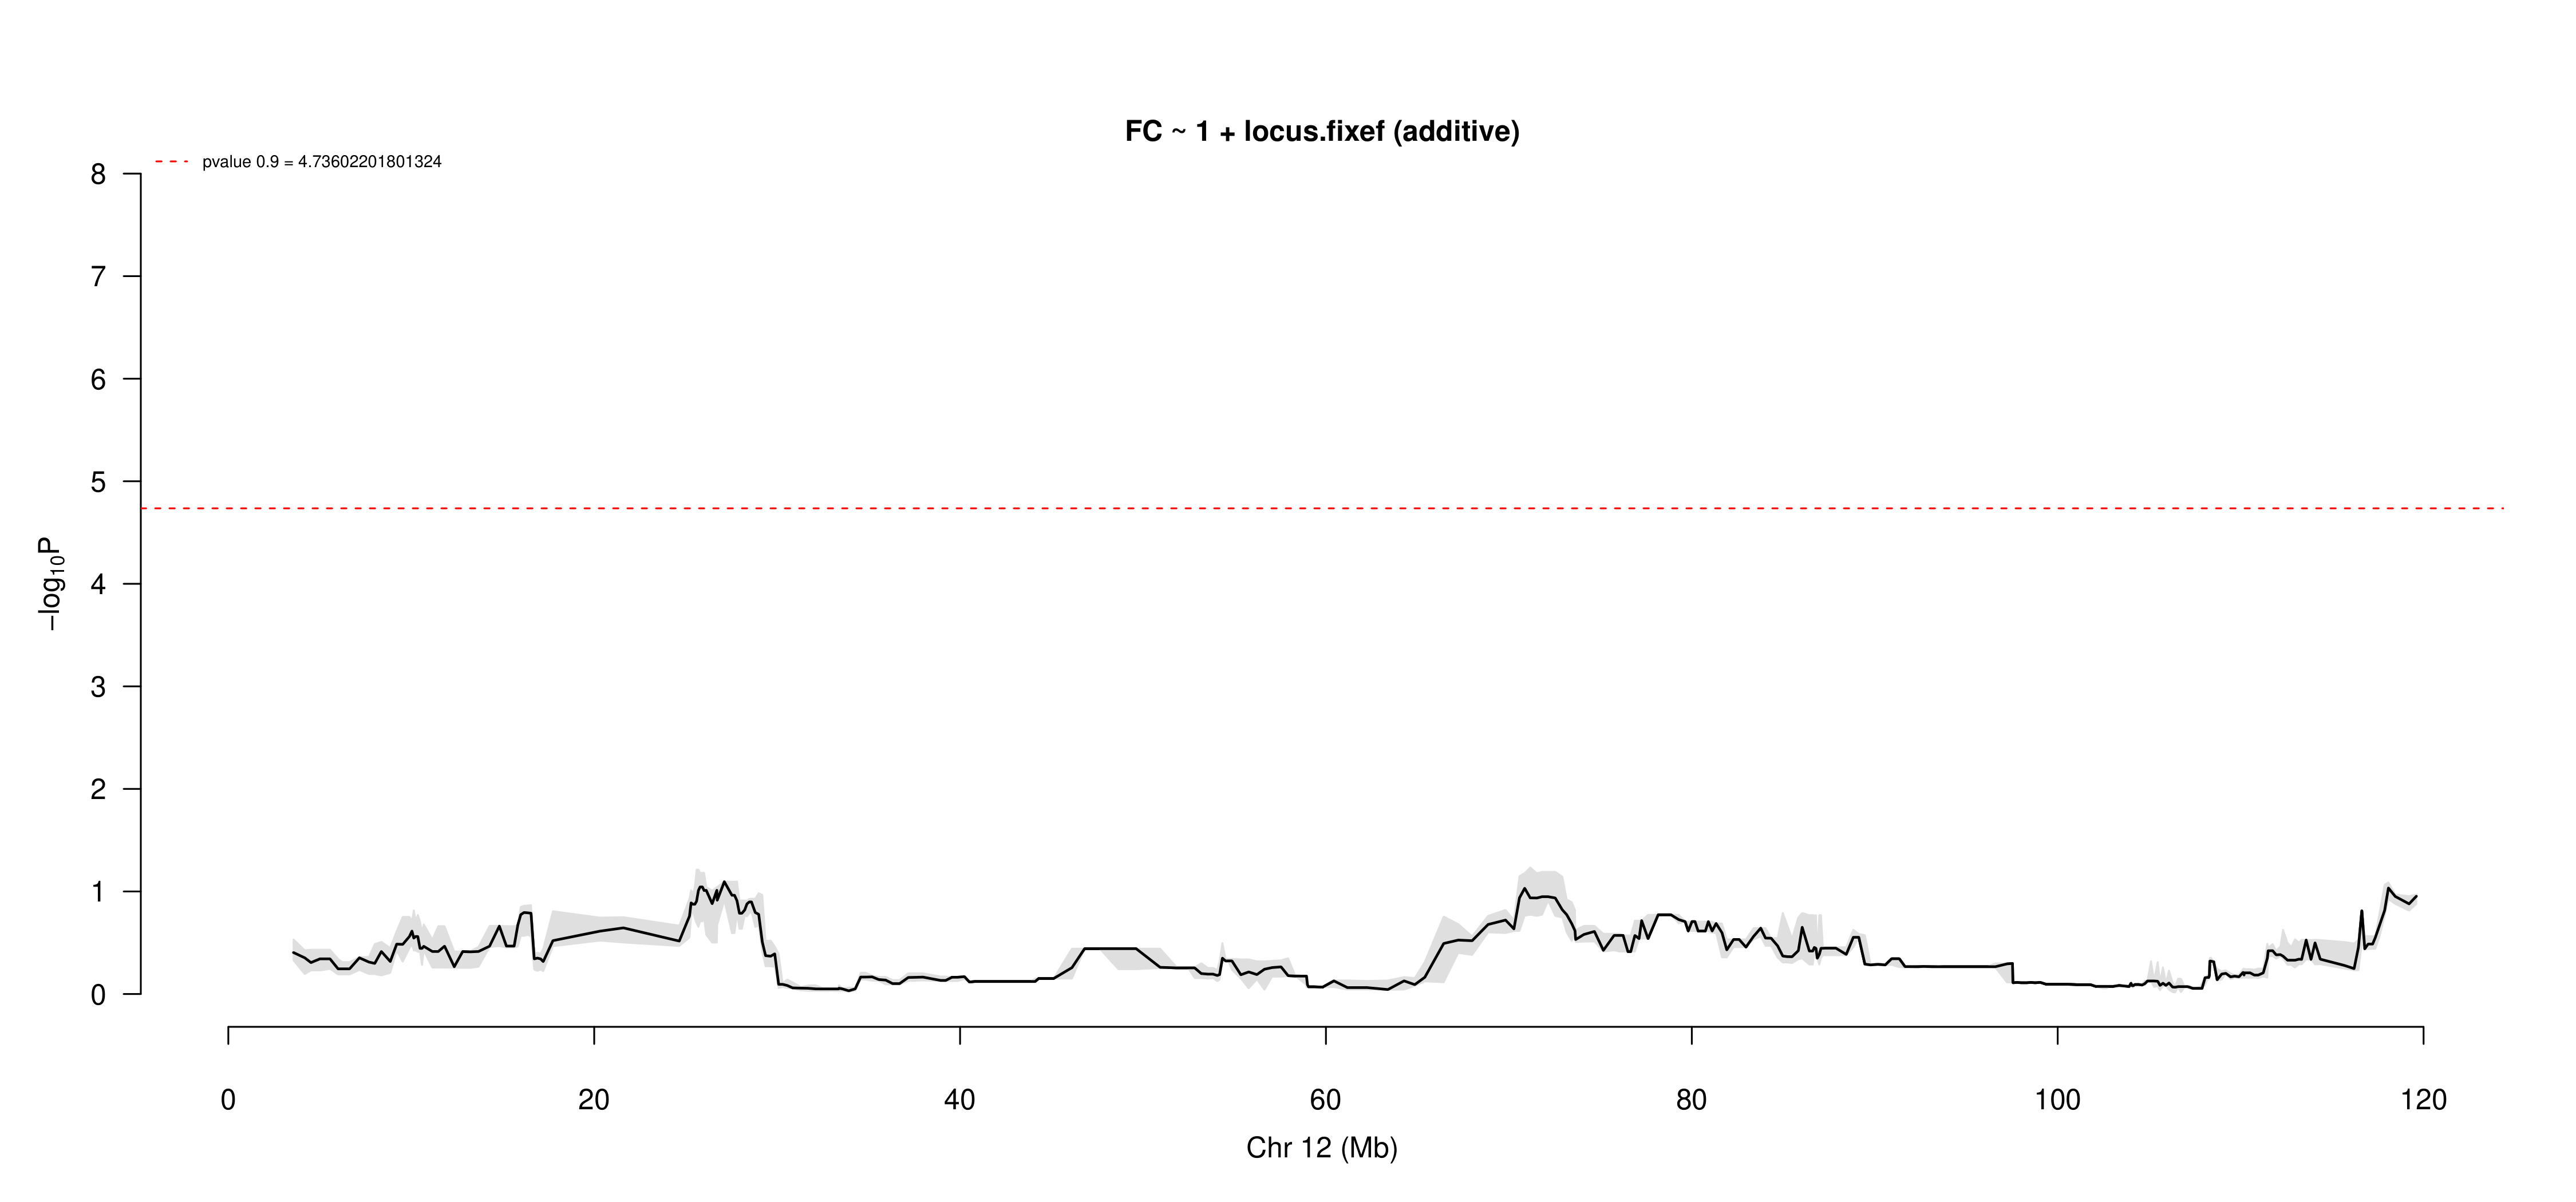 FC ~ 1 + locus.fixef (additive)
pvalue 0.9 = 4.73602201801324
8
7
6
5
4
3
2
1
0
−log10P
0 20 40 60 80 100 120
Chr 12 (Mb)